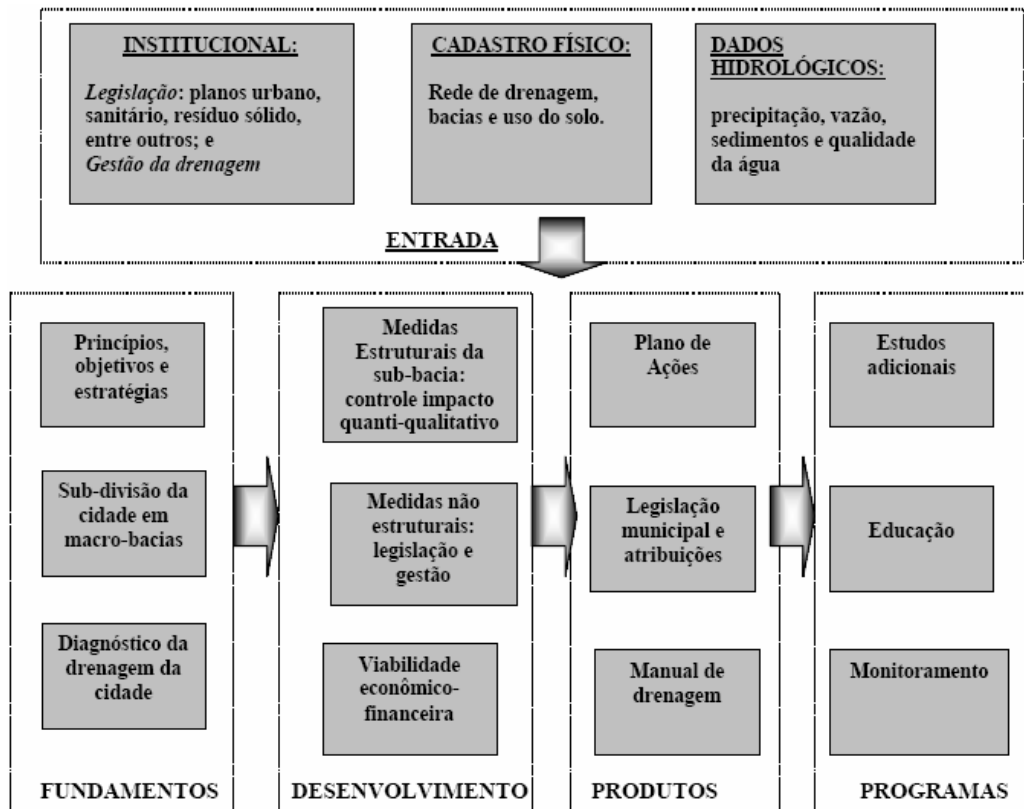 INSTITUCIONAL:
Legislação: planos urbano,
sanitário, resíduo sólido,
entre outros; e
Gestão da drenagem
CADASTRO FÍSICO:
Rede de drenagem,
bacias e uso do solo.
DADOS
HIDROLÓGICOS:
precipitação, vazão,
sedimentos e qualidade
da água
ENTRADA
Princípios,
objetivos e
estratégias
Sub-divisão da
cidade em
macro-bacias
Diagnóstico da
drenagem da
cidade
FUNDAMENTOS
Medidas
Estruturais da
sub-bacia:
controle impacto
quanti-qualitativo
Medidas não
estruturais:
legislação e
gestão
Viabilidade
econômico-
financeira
DESENVOLVIMENTO
Plano de
Ações
Legislação
municipal e
atribuições
Manual de
drenagem
PRODUTOS
Estudos
adicionais
Educação
Monitoramento
PROGRAMAS